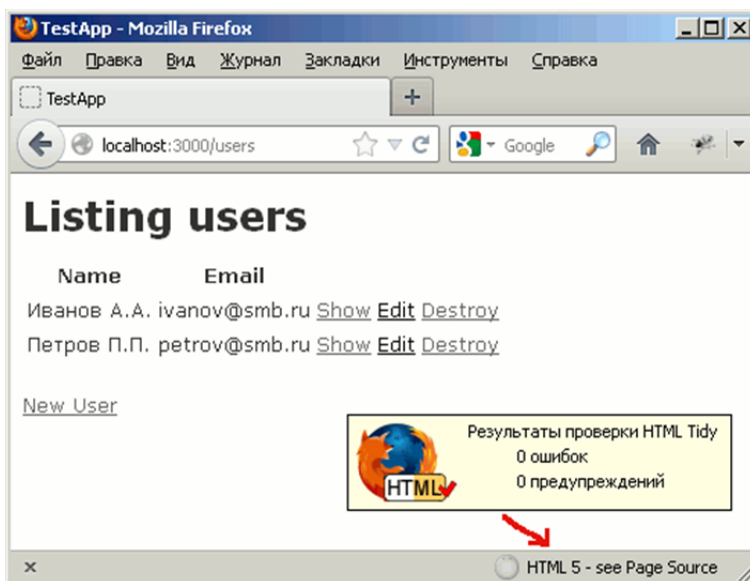 TestApp - Mozilla Firefox
Файл Правка Вид Журнал Закладки Инструменты Справка
TestApp
localhost:3000/users Google
Listing users
Name Email
Иванов А.А. ivanov@smb.ru Show Edit Destroy
Петров П.П. petrov@smb.ru Show Edit Destroy
New User
Результаты проверки HTML Tidy
0 ошибок
HTML 0 предупреждений
HTML 5 - see Page Source